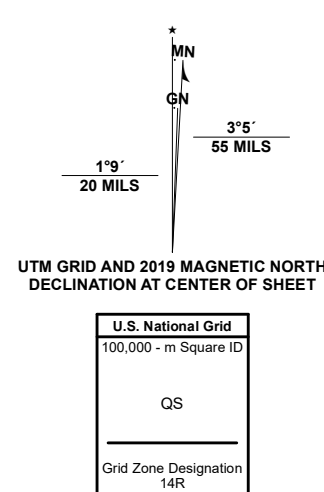 ★
MN
GN
3°5´
55 MILS
1°9´
20 MILS
UTM GRID AND 2019 MAGNETIC NORTH
DECLINATION AT CENTER OF SHEET
U.S. National Grid
100,000 - m Square ID
QS
Grid Zone Designation
14R